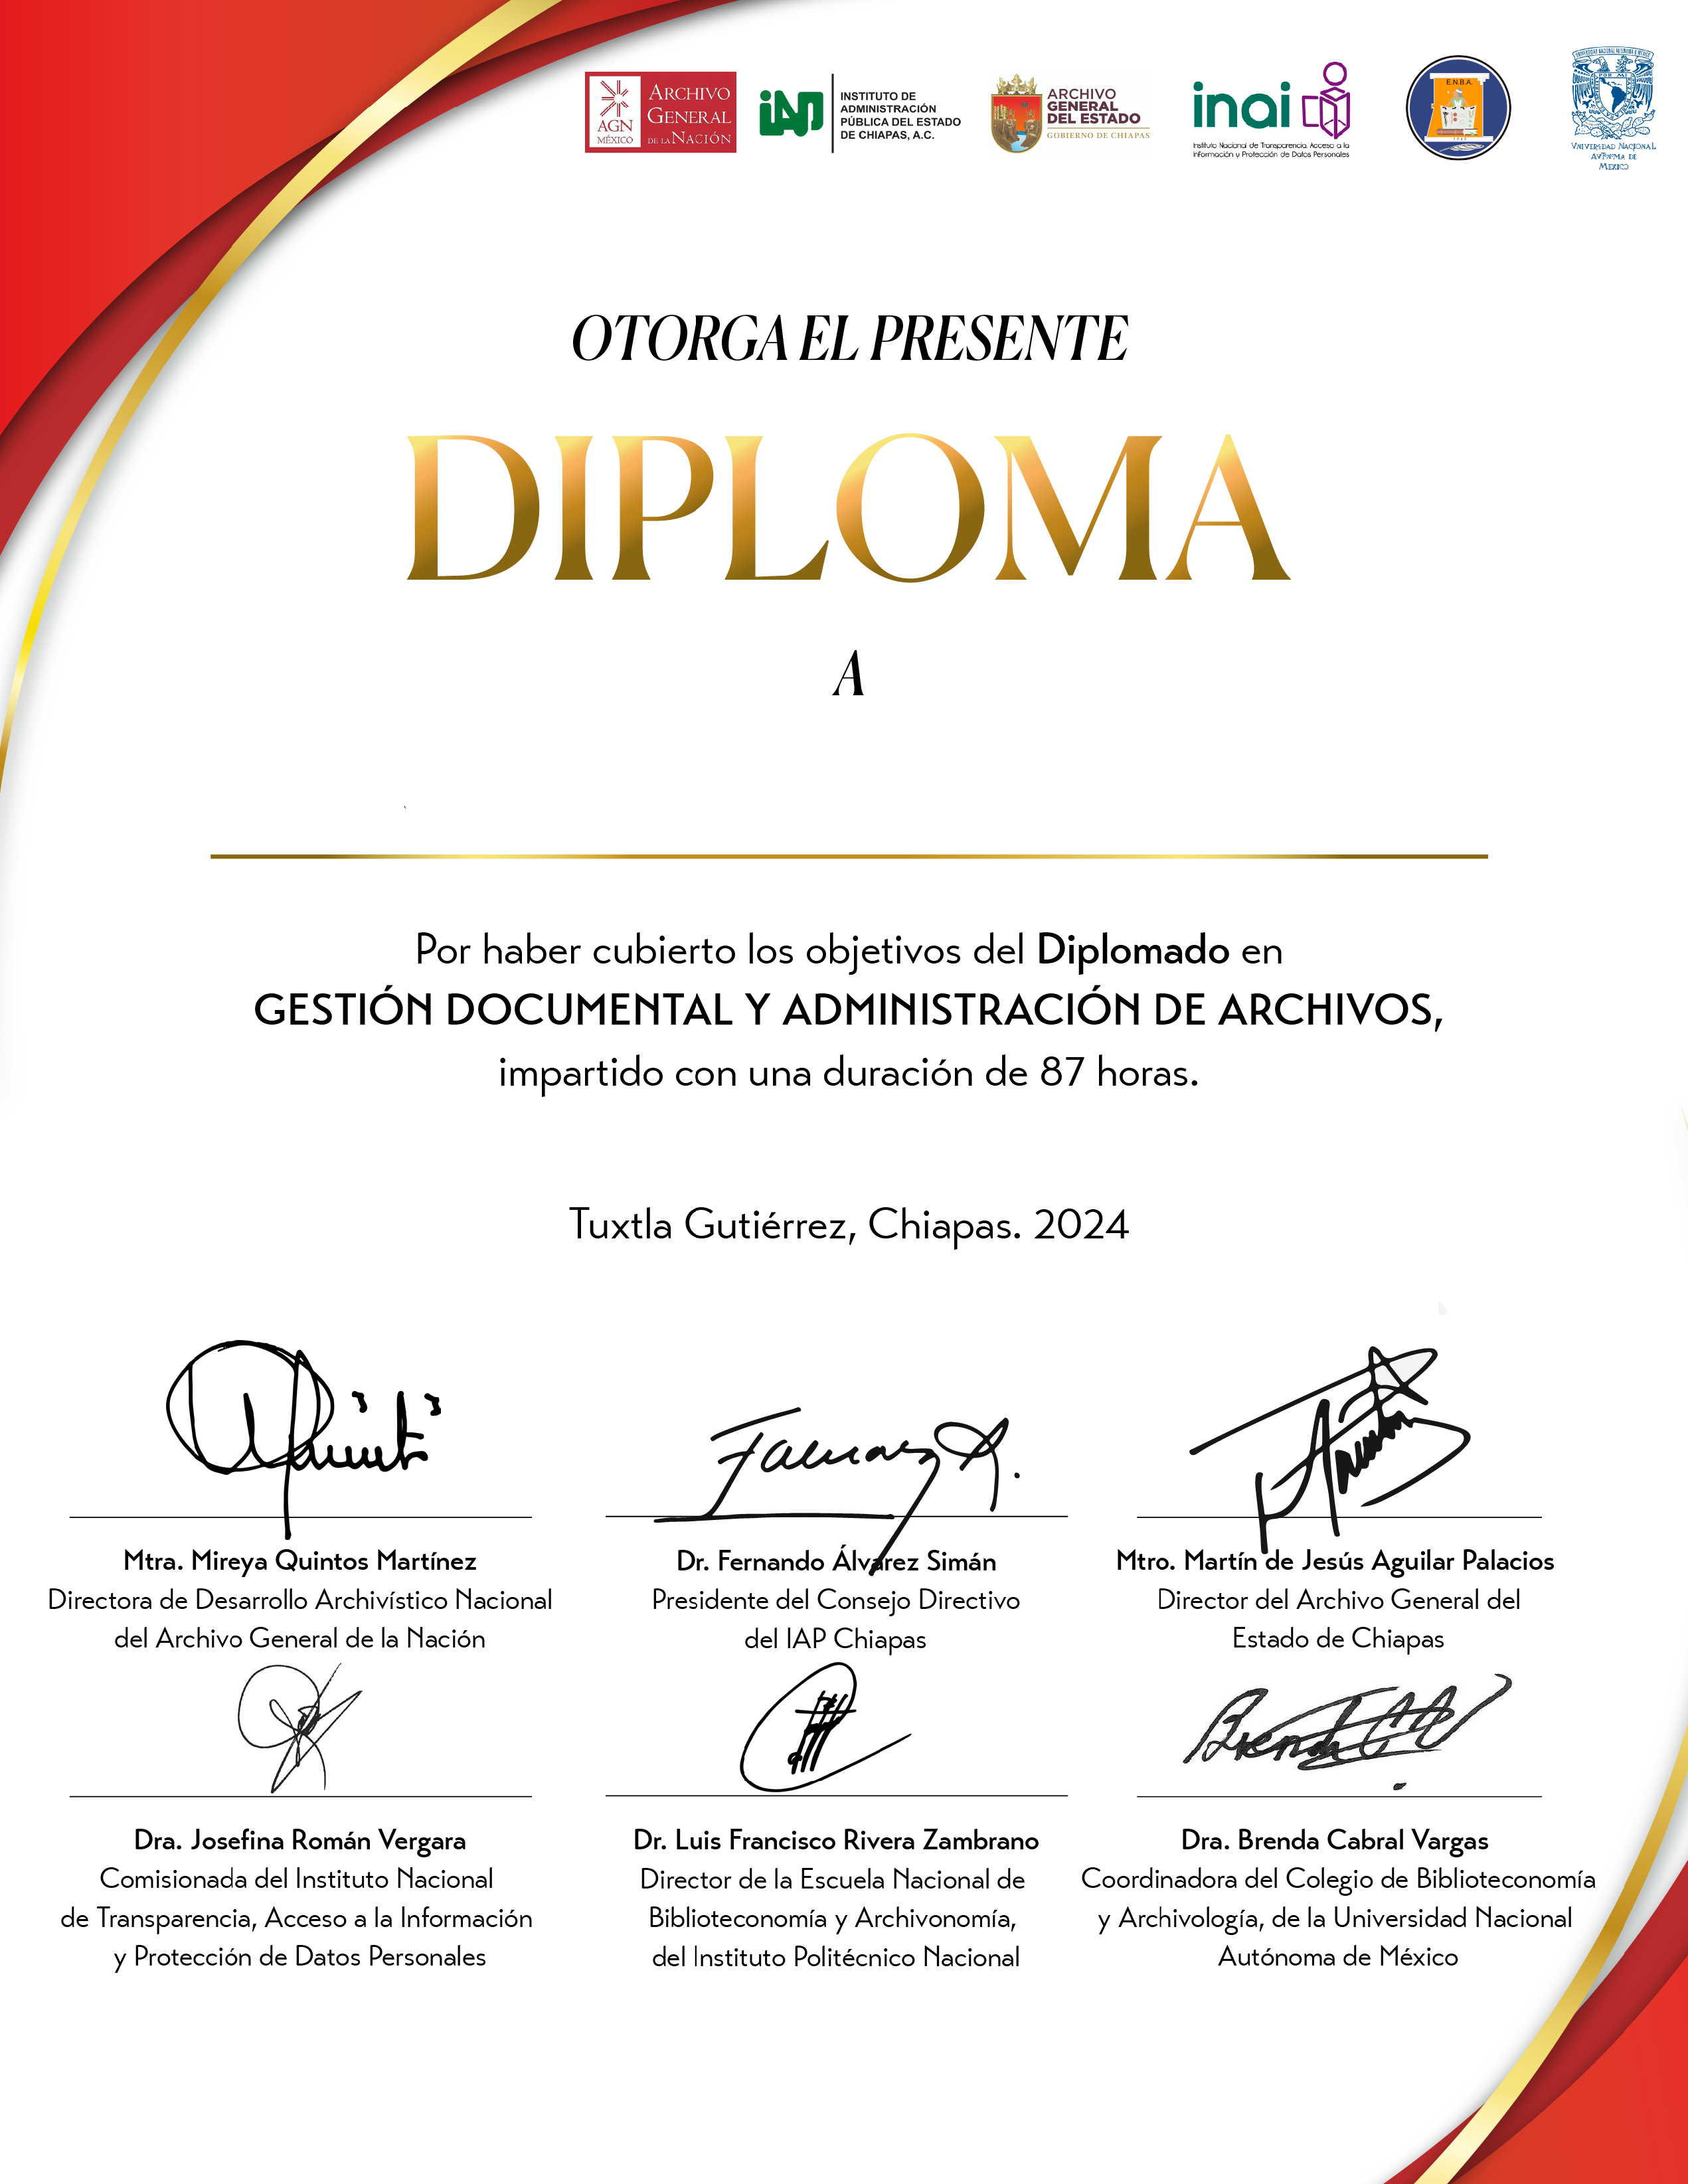 AGN
MÉXICO
ARCHIVO
GENERAL
DE LA NACIÓN
iap
INSTITUTO DE
ADMINISTRACIÓN
PÚBLICA DEL ESTADO
DE CHIAPAS, A.C.
ARCHIVO
GENERAL
DEL ESTADO
GOBIERNO DE CHIAPAS
inai
Instituto Nacional de Transparencia, Acceso a la
Información y Protección de Datos Personales
E.N.B.A.
VNIVERSDAD NACIONAL
AVTNMA DE
MEXICO
OTORGA EL PRESENTE
DIPLOMA
A
Por haber cubierto los objetivos del Diplomado en
GESTIÓN DOCUMENTAL Y ADMINISTRACIÓN DE ARCHIVOS,
impartido con una duración de 87 horas.
Tuxtla Gutiérrez, Chiapas. 2024
Mtra. Mireya Quintos Martínez
Directora de Desarrollo Archivístico Nacional
del Archivo General de la Nación
Dr. Fernando Álvarez Simán
Presidente del Consejo Directivo
del IAP Chiapas
Mtro. Martín de Jesús Aguilar Palacios
Director del Archivo General del
Estado de Chiapas
Brenda
Dra. Josefina Román Vergara
Comisionada del Instituto Nacional
de Transparencia, Acceso a la Información
y Protección de Datos Personales
Dr. Luis Francisco Rivera Zambrano
Director de la Escuela Nacional de
Biblioteconomía y Archivonomía,
del Instituto Politécnico Nacional
Dra. Brenda Cabral Vargas
Coordinadora del Colegio de Biblioteconomía
y Archivología, de la Universidad Nacional
Autónoma de México